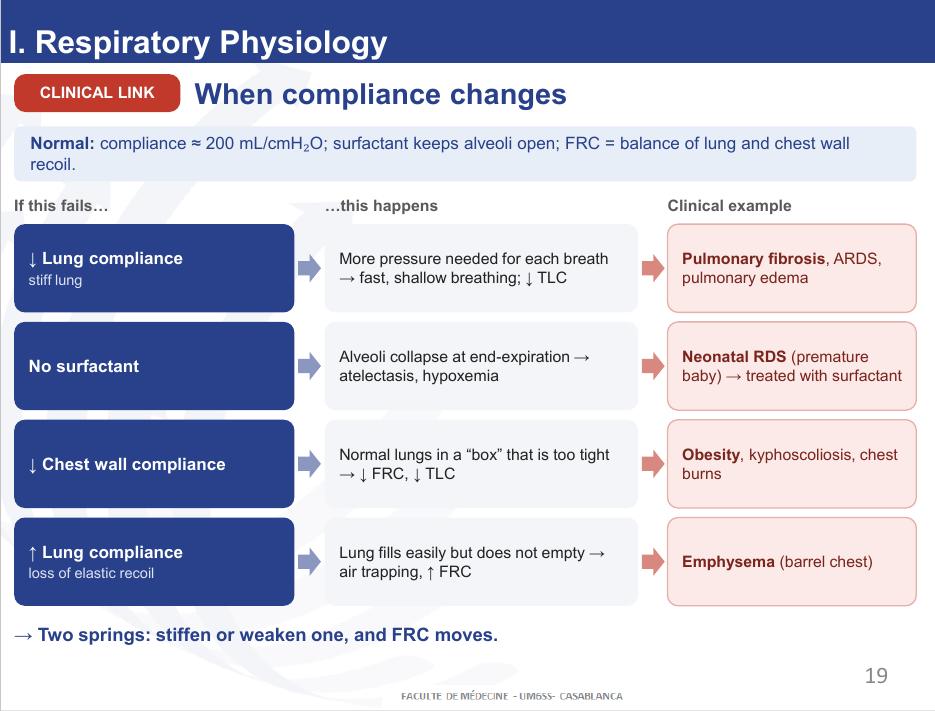 I. Respiratory Physiology
CLINICAL LINK
When compliance changes
Normal: compliance ≈ 200 mL/cmH₂O; surfactant keeps alveoli open; FRC = balance of lung and chest wall
recoil.
If this fails…
…this happens
Clinical example
↓ Lung compliance
stiff lung
More pressure needed for each breath
→ fast, shallow breathing; ↓ TLC
Pulmonary fibrosis, ARDS,
pulmonary edema
No surfactant
Alveoli collapse at end-expiration →
atelectasis, hypoxemia
Neonatal RDS (premature
baby) → treated with surfactant
↓ Chest wall compliance
Normal lungs in a “box” that is too tight
→ ↓ FRC, ↓ TLC
Obesity, kyphoscoliosis, chest
burns
↑ Lung compliance
loss of elastic recoil
Lung fills easily but does not empty →
air trapping, ↑ FRC
Emphysema (barrel chest)
→ Two springs: stiffen or weaken one, and FRC moves.
19
FACULTE DE MÉDECINE - UM6SS- CASABLANCA